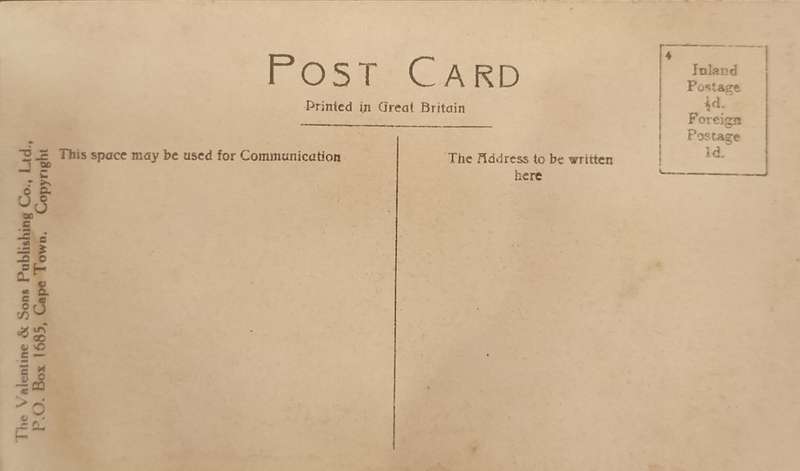 POST CARD
Printed in Great Britain
4
Inland
Postage
½d.
Foreign
Postage
1d.
This space may be used for Communication
The Address to be written
here
The Valentine & Sons Publishing Co., Ltd.,
P.O. Box 1685, Cape Town. Copyright